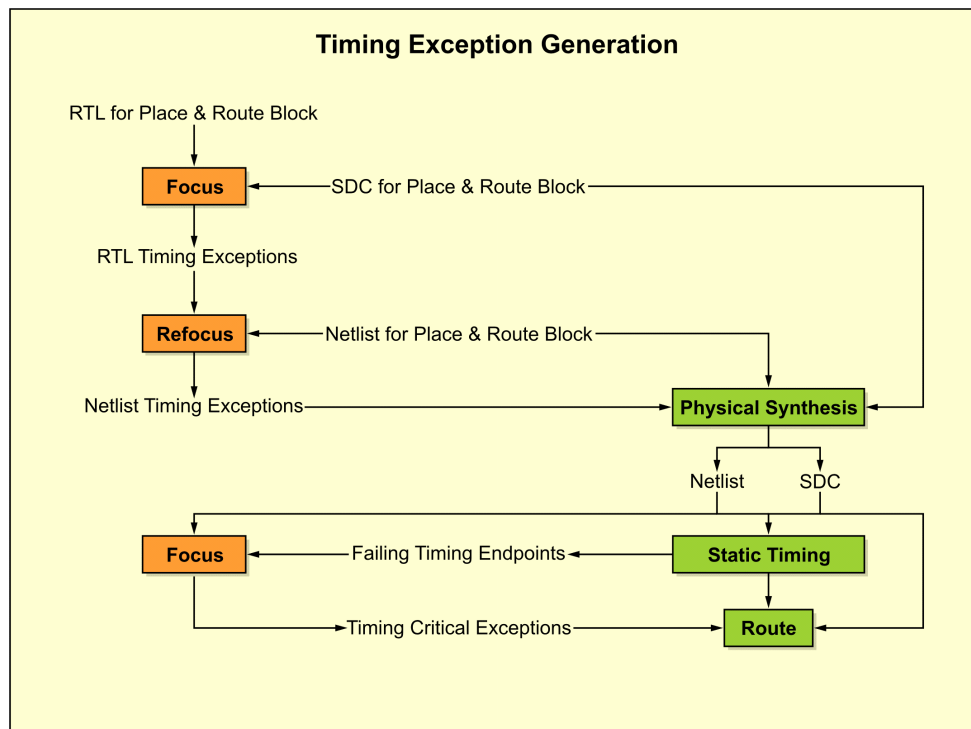 Timing Exception Generation
RTL for Place & Route Block
Focus
SDC for Place & Route Block
RTL Timing Exceptions
Refocus
Netlist for Place & Route Block
Netlist Timing Exceptions
Physical Synthesis
Netlist
SDC
Focus
Failing Timing Endpoints
Static Timing
Timing Critical Exceptions
Route